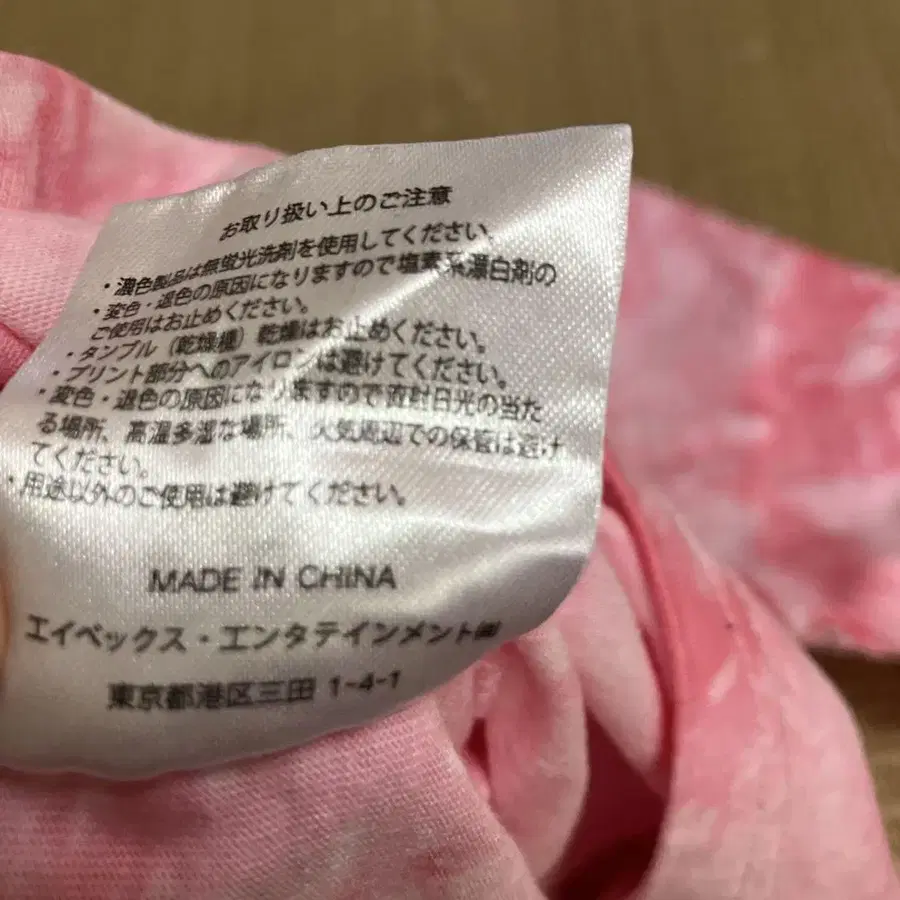 お取り扱い上のご注意
・濃色製品は無蛍光洗剤を使用してください。
・変色・退色の原因になりますので塩素系漂白剤の
ご使用はお止めください。
・タンブル（乾燥機）乾燥はお止めください。
・プリント部分へのアイロンは避けてください。
・変色・退色の原因になりますので直射日光の当た
る場所、高温多湿な場所、火気周辺での保管は避け
てください。
・用途以外のご使用は避けてください。
MADE IN CHINA
エイベックス・エンタテインメント㈱
東京都港区三田 1-4-1